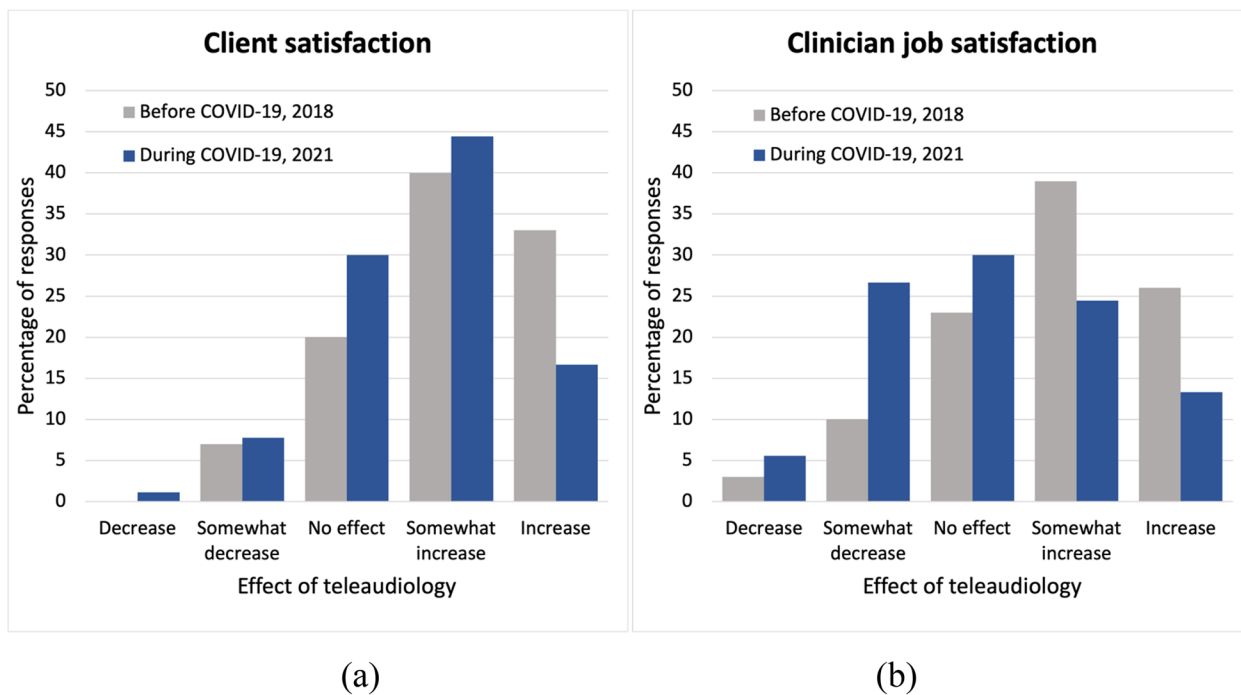 Client satisfaction
Percentage of responses
50
45
40
35
30
25
20
15
10
5
0
Before COVID-19, 2018
During COVID-19, 2021
Decrease
Somewhat
decrease
No effect
Somewhat
increase
Increase
Effect of teleaudiology
(a)
Clinician job satisfaction
Percentage of responses
50
45
40
35
30
25
20
15
10
5
0
Before COVID-19, 2018
During COVID-19, 2021
Decrease
Somewhat
decrease
No effect
Somewhat
increase
Increase
Effect of teleaudiology
(b)